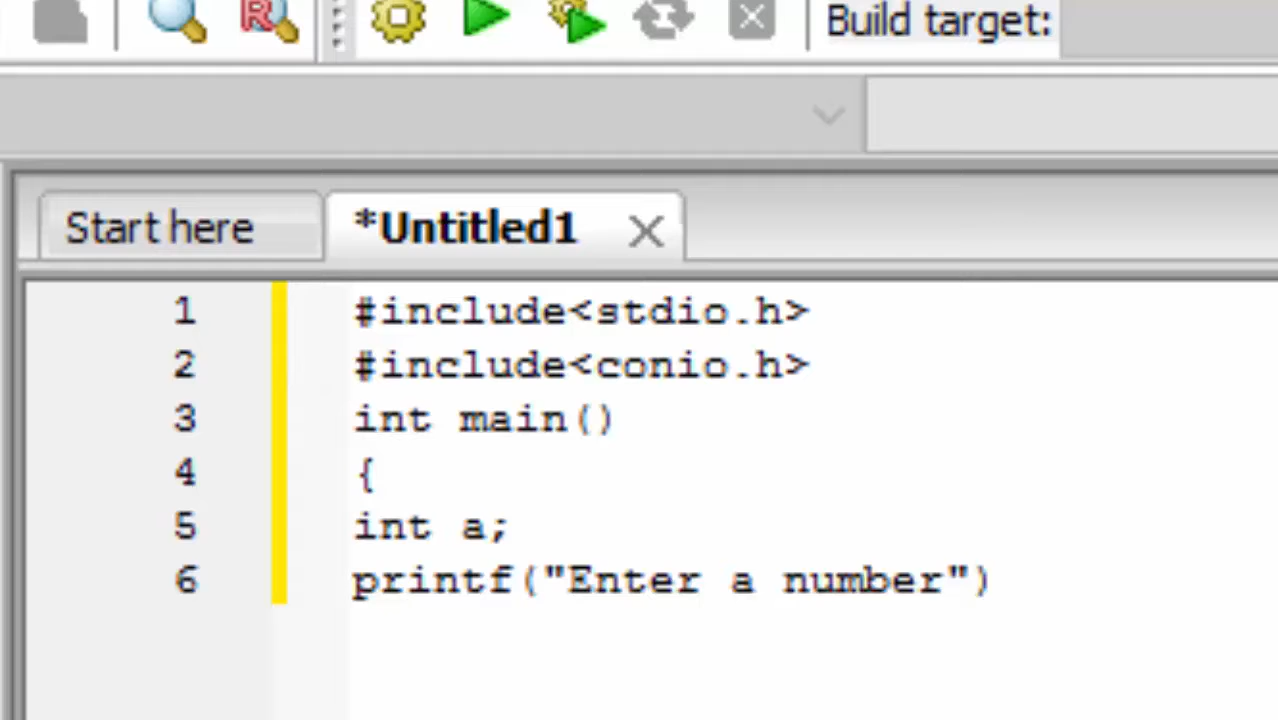 Build target:
Start here
*Untitled1
1 #include<stdio.h>
2 #include<conio.h>
3 int main()
4 {
5 int a;
6 printf("Enter a number")